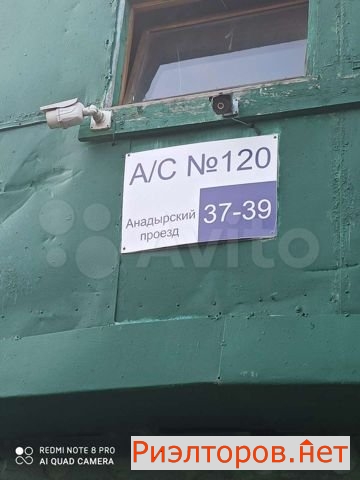 А/С №120
Анадырский
проезд
37-39
Avito
REDMI NOTE 8 PRO
AI QUAD CAMERA
Риэлторов.нет